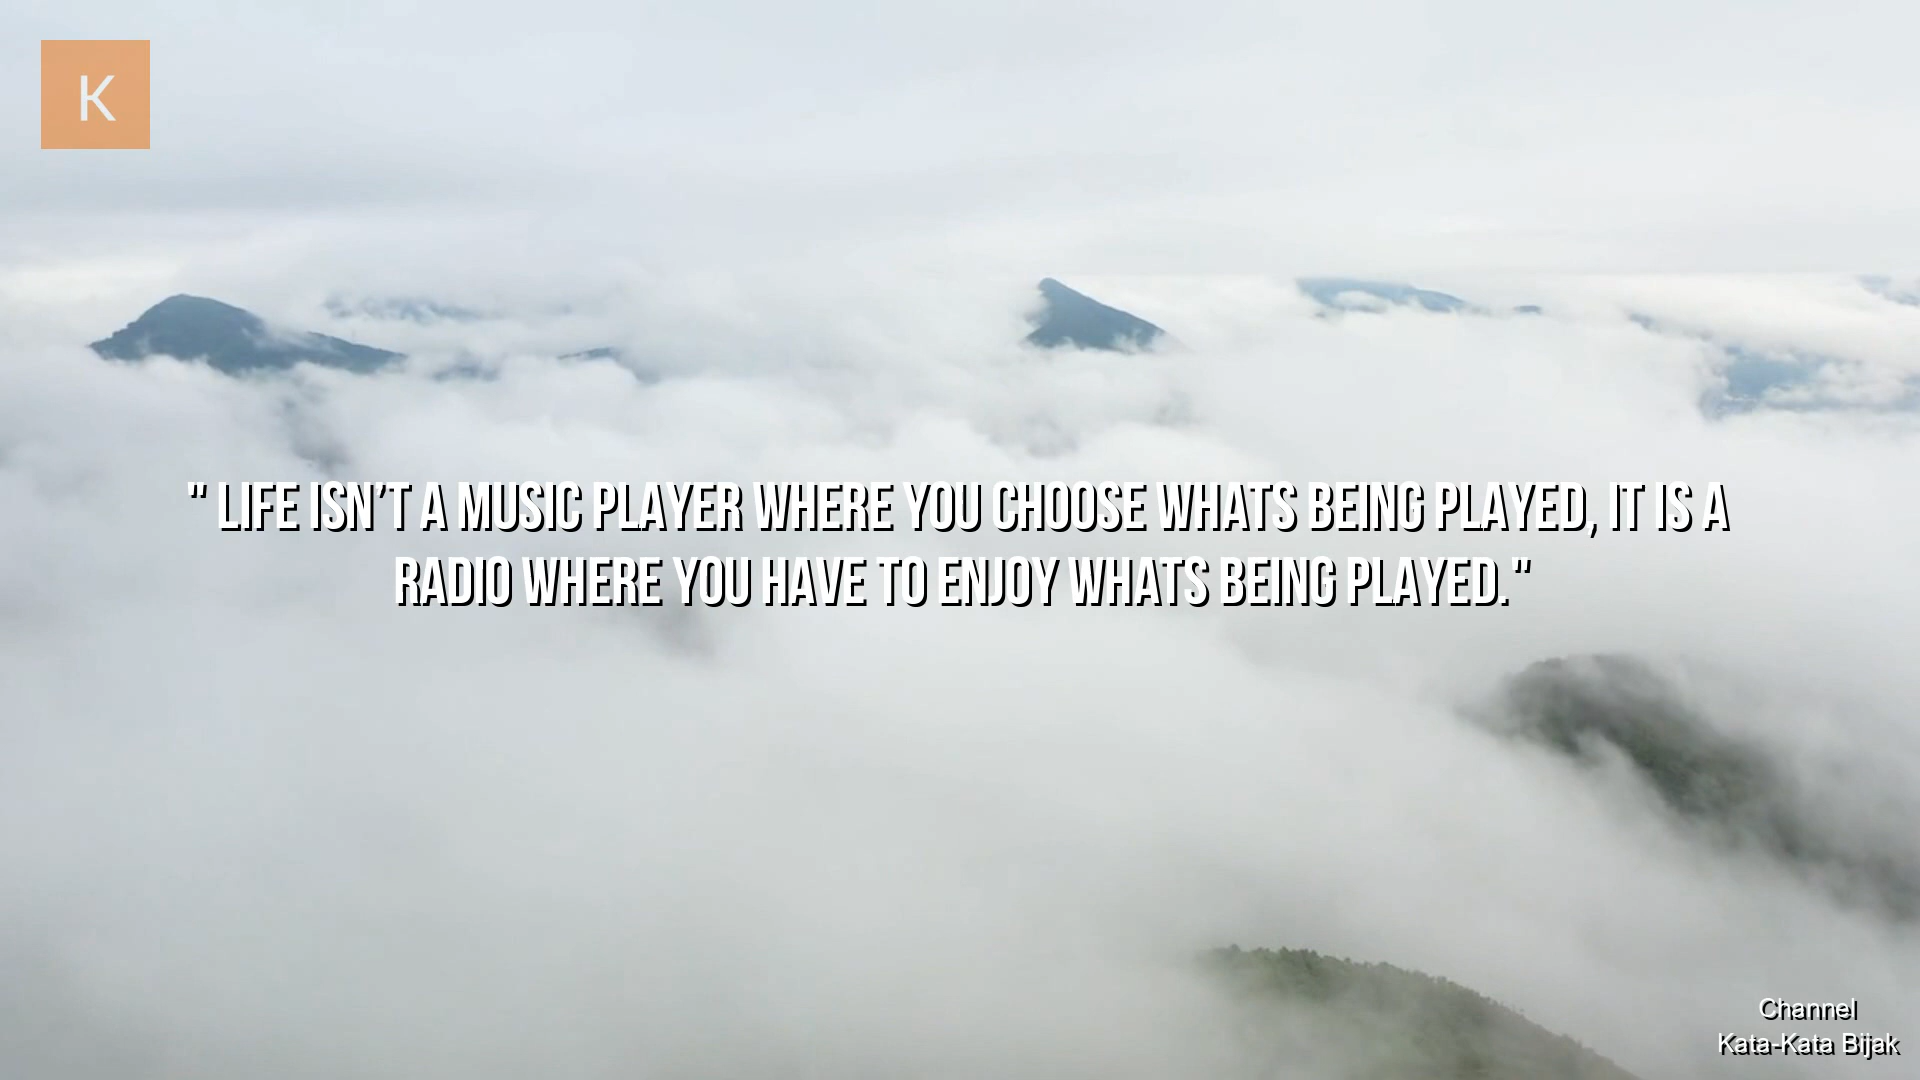 K
" LIFE ISN’T A MUSIC PLAYER WHERE YOU CHOOSE WHATS BEING PLAYED, IT IS A
RADIO WHERE YOU HAVE TO ENJOY WHATS BEING PLAYED."
Channel
Kata-Kata Bijak